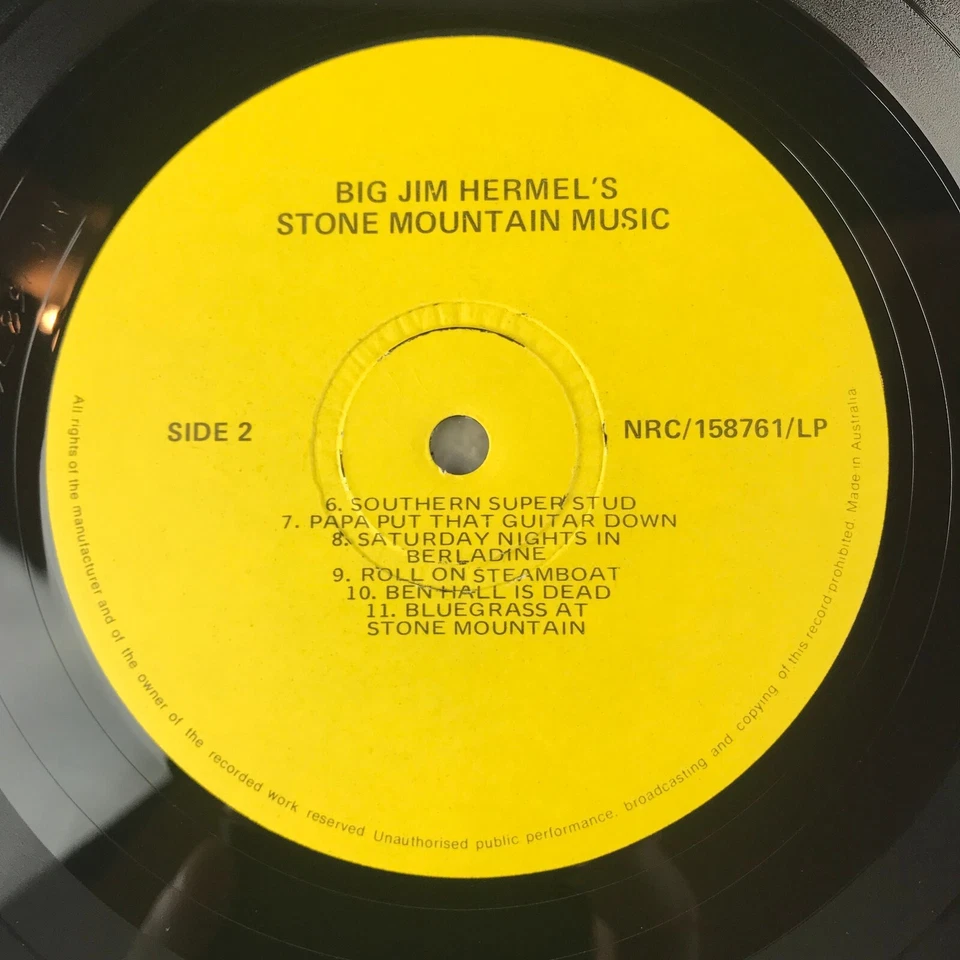 BIG JIM HERMEL'S
STONE MOUNTAIN MUSIC
SIDE 2
NRC/158761/LP
6. SOUTHERN SUPER STUD
7. PAPA PUT THAT GUITAR DOWN
8. SATURDAY NIGHTS IN
BERLADINE
9. ROLL ON STEAMBOAT
10. BEN HALL IS DEAD
11. BLUEGRASS AT
STONE MOUNTAIN
All rights of the manufacturer and of the owner of the recorded work reserved Unauthorised public performance, broadcasting and copying of this record prohibited. Made in Australia